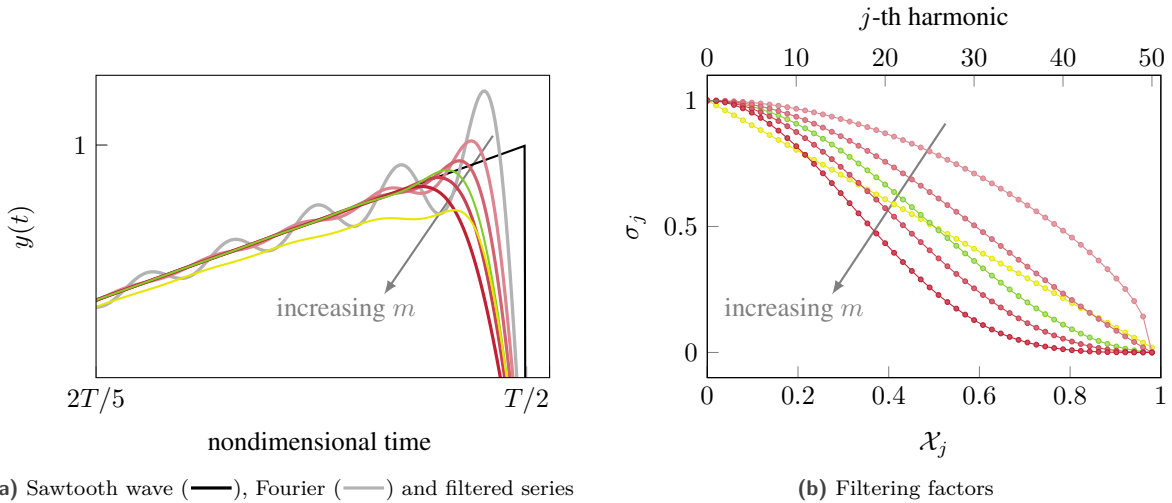 1
y(t)
increasing m
2T/5
T/2
nondimensional time
a) Sawtooth wave (—), Fourier (—) and filtered series
j-th harmonic
0 10 20 30 40 50
1
0.5
0
σj
increasing m
0 0.2 0.4 0.6 0.8 1
𝒳j
(b) Filtering factors